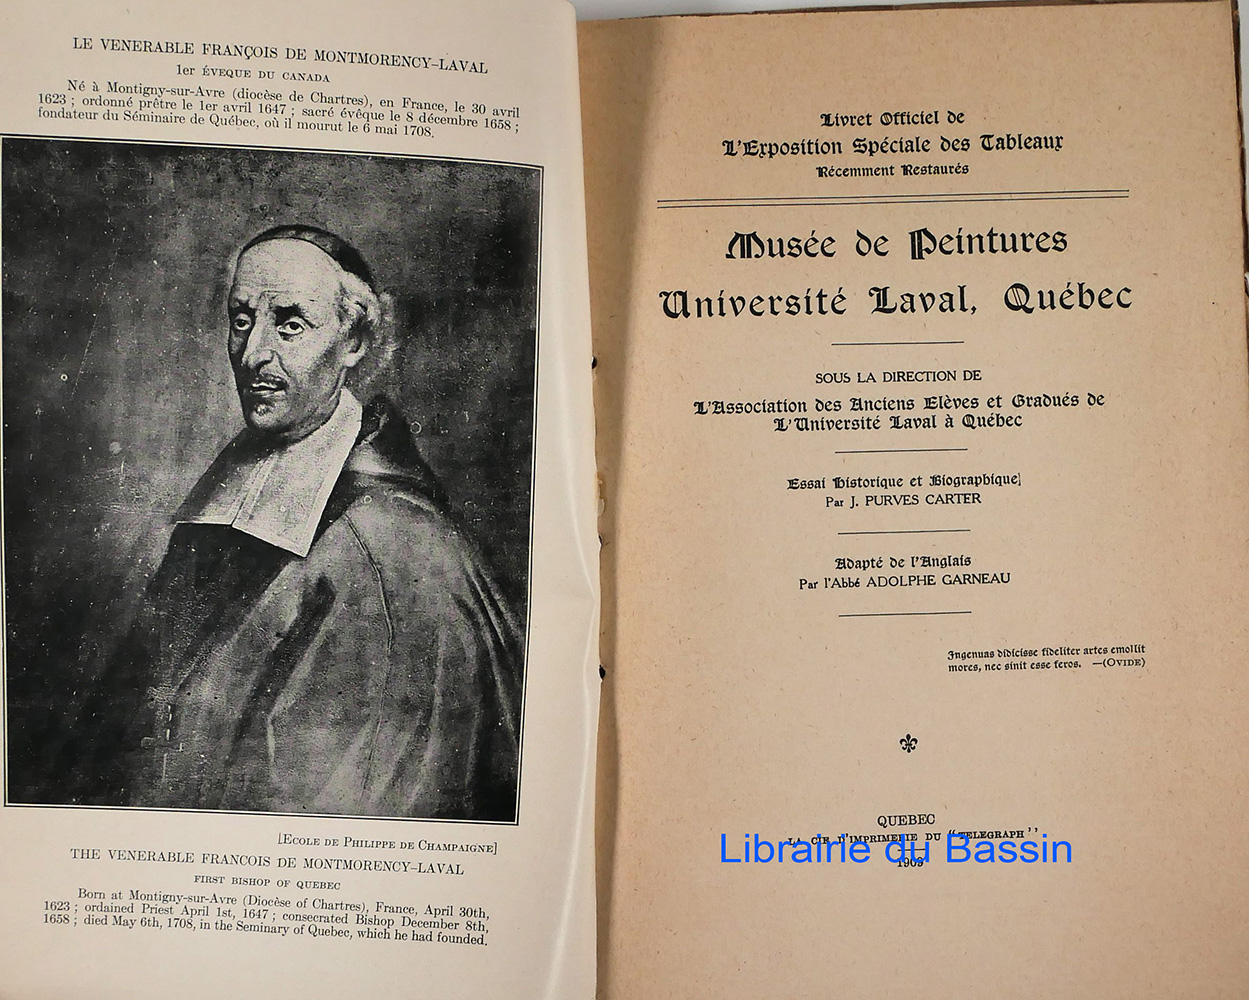 LE VENERABLE FRANÇOIS DE MONTMORENCY-LAVAL
1er ÉVEQUE DU CANADA
Né à Montigny-sur-Avre (diocèse de Chartres), en France, le 30 avril
1623 ; ordonné prêtre le 1er avril 1647 ; sacré évêque le 8 décembre 1658 ;
fondateur du Séminaire de Québec, où il mourut le 6 mai 1708.
[ECOLE DE PHILIPPE DE CHAMPAIGNE]
THE VENERABLE FRANCOIS DE MONTMORENCY-LAVAL
FIRST BISHOP OF QUEBEC
Born at Montigny-sur-Avre (Diocèse of Chartres), France, April 30th,
1623 ; ordained Priest April 1st, 1647 ; consecrated Bishop December 8th,
1658 ; died May 6th, 1708, in the Seminary of Quebec, which he had founded.
Livret Officiel de
L'Exposition Spéciale des Tableaux
Récemment Restaurés
Musée de Peintures
Université Laval, Québec
SOUS LA DIRECTION DE
L'Association des Anciens Elèves et Gradués de
L'Université Laval à Québec
Essai Historique et Biographique]
Par J. PURVES CARTER
Adapté de l'Anglais
Par l'Abbé ADOLPHE GARNEAU
Ingenuas didicisse fideliter artes emollit
mores, nec sinit esse feros. —(OVIDE)
QUEBEC
LA CIE D'IMPRIMERIE DU "TELEGRAPH"
1909
Librairie du Bassin